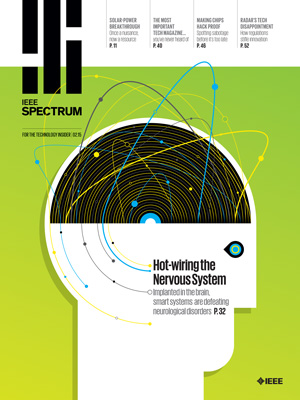 SOLAR-POWER
BREAKTHROUGH
Once a nuisance,
now a resource
P. 11
THE MOST
IMPORTANT
TECH MAGAZINE...
you've never heard of
P. 40
MAKING CHIPS
HACK PROOF
Spotting sabotage
before it's too late
P. 46
RADAR'S TECH
DISAPPOINTMENT
How regulations
stifle innovation
P. 52
IEEE
SPECTRUM
FOR THE TECHNOLOGY INSIDER | 02.15
Hot-wiring the
Nervous System
Implanted in the brain,
smart systems are defeating
neurological disorders P. 32
IEEE